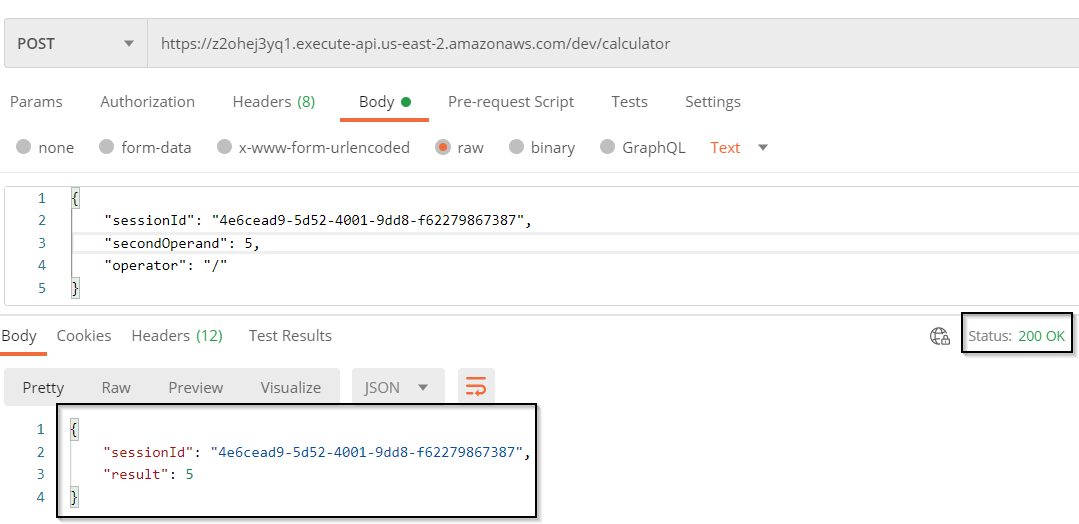 POST https://z2ohej3yq1.execute-api.us-east-2.amazonaws.com/dev/calculator
Params Authorization Headers (8) Body Pre-request Script Tests Settings
none form-data x-www-form-urlencoded raw binary GraphQL Text
1 {
2 "sessionId": "4e6cead9-5d52-4001-9dd8-f62279867387",
3 "secondOperand": 5,
4 "operator": "/"
5 }
Body Cookies Headers (12) Test Results Status: 200 OK
Pretty Raw Preview Visualize JSON
1 {
2 "sessionId": "4e6cead9-5d52-4001-9dd8-f62279867387",
3 "result": 5
4 }